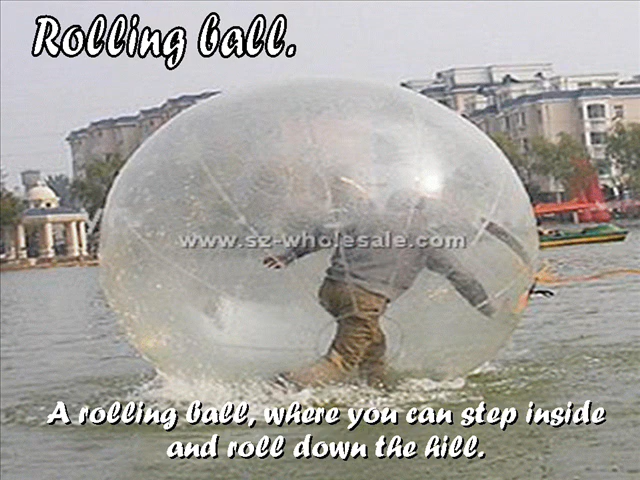 Rolling ball.
www.sz-wholesale.com
A rolling ball, where you can step inside
and roll down the hill.